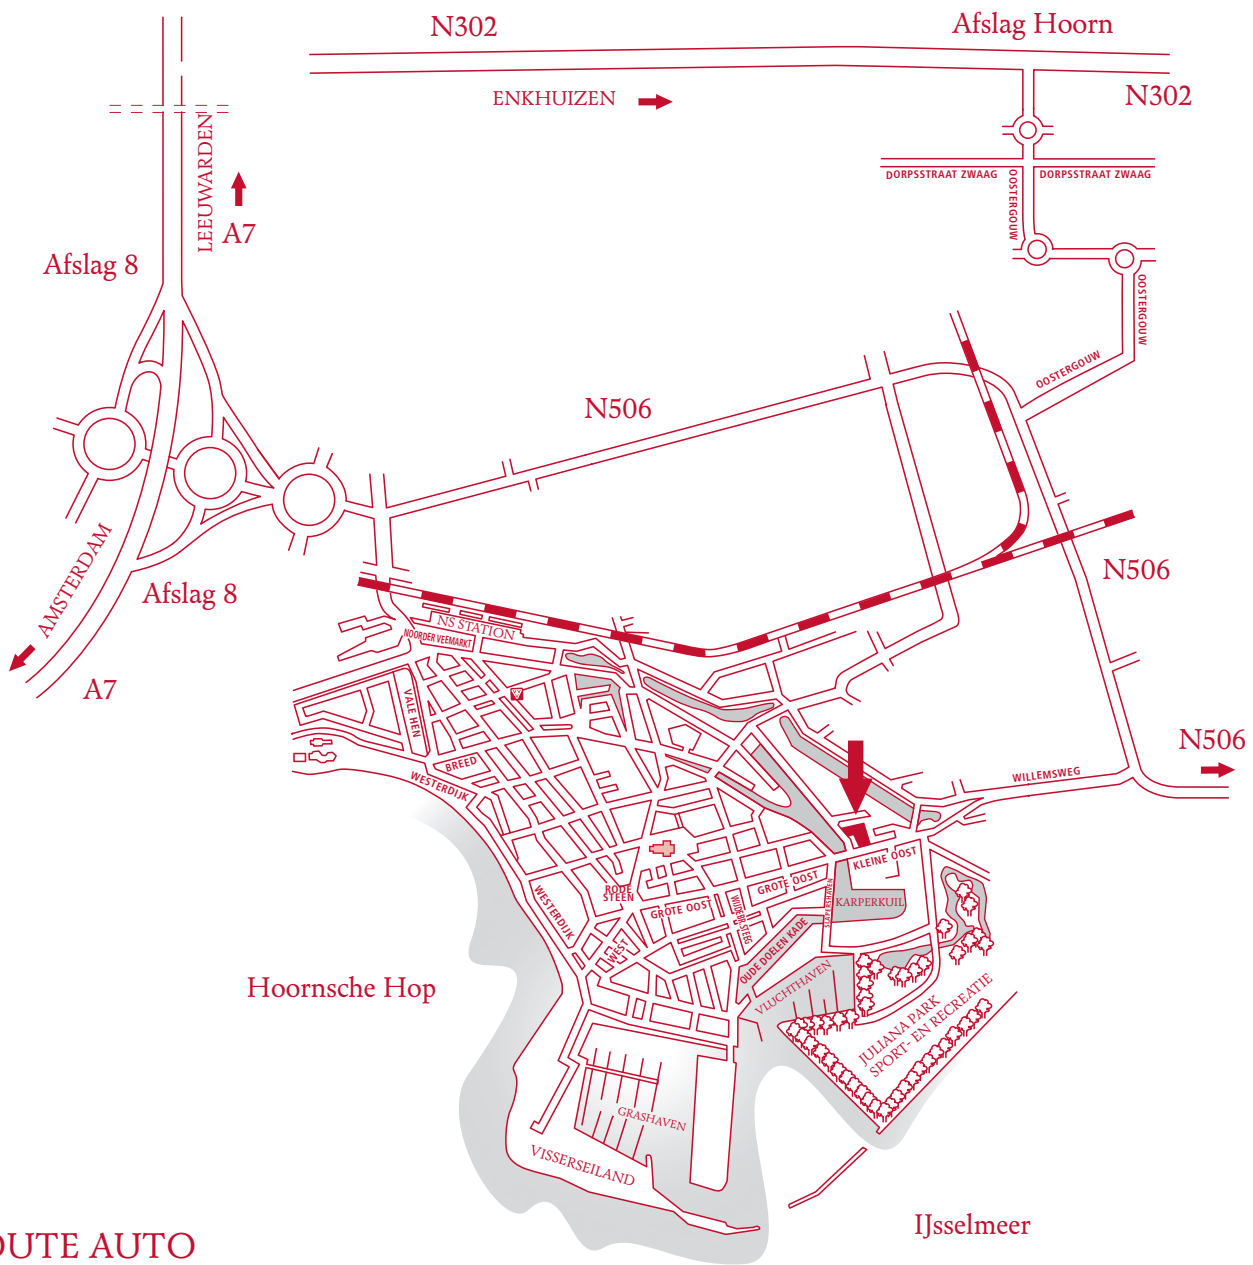 N302
Afslag Hoorn
ENKHUIZEN
N302
LEEUWARDEN
A7
DORPSSTRAAT ZWAAG
DORPSSTRAAT ZWAAG
OOSTERGOUW
Afslag 8
OOSTERGOUW
OOSTERGOUW
N506
AMSTERDAM
Afslag 8
N506
A7
NS STATION
NOORDER VEEMARKT
VALE HEN
BREED
WESTERDIJK
N506
WILLEMSWEG
KLEINE OOST
GROTE OOST
RODE
STEEN
GROTE OOST
WIJDEBR. STEEG
SLAPERSHAVEN
KARPERKUIL
WESTERDIJK
WEST
OUDE DOELEN KADE
VLUCHTHAVEN
Hoornsche Hop
JULIANA PARK
SPORT- EN RECREATIE
GRASHAVEN
VISSERSEILAND
IJsselmeer
OUTE AUTO